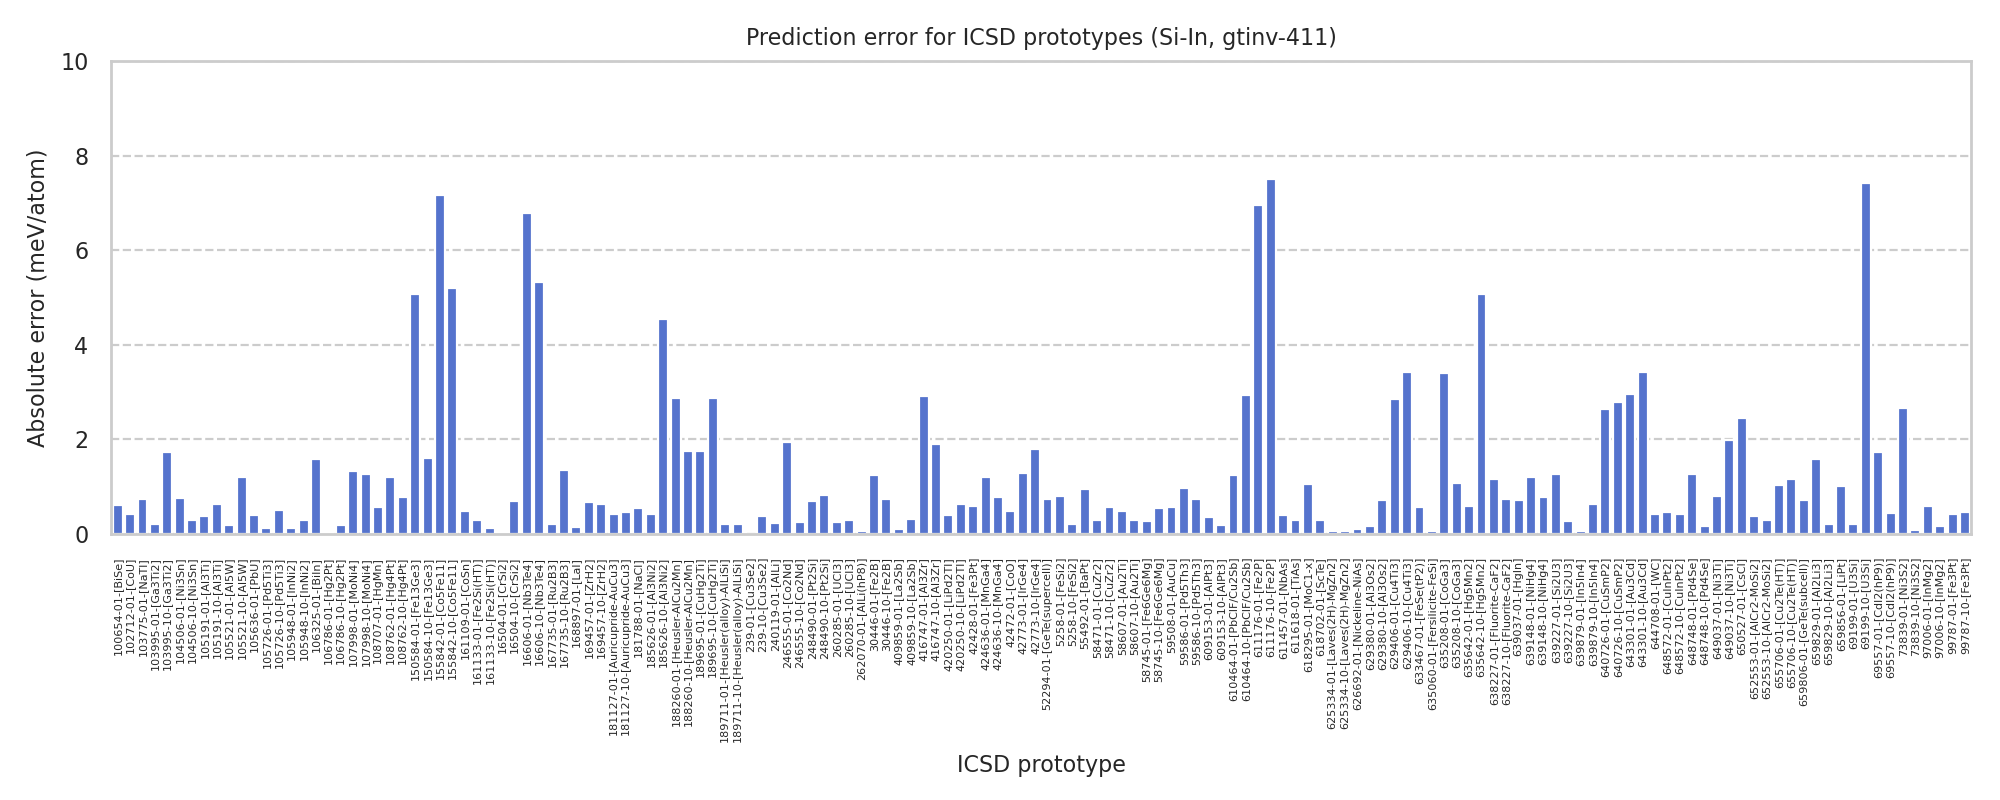 Prediction error for ICSD prototypes (Si-In, gtinv-411)
Absolute error (meV/atom)
10
8
6
4
2
0
100654-01-[BiSe]
102712-01-[CoU]
103775-01-[NaTl]
103995-01-[Ga3Ti2]
103995-10-[Ga3Ti2]
104506-01-[Ni3Sn]
104506-10-[Ni3Sn]
105191-01-[Al3Ti]
105191-10-[Al3Ti]
105521-01-[Al5W]
105521-10-[Al5W]
105636-01-[PbU]
105726-01-[Pd5Ti3]
105726-10-[Pd5Ti3]
105948-01-[InNi2]
105948-10-[InNi2]
106325-01-[BiIn]
106786-01-[Hg2Pt]
106786-10-[Hg2Pt]
107998-01-[MoNi4]
107998-10-[MoNi4]
108707-01-[HgMn]
108762-01-[Hg4Pt]
108762-10-[Hg4Pt]
150584-01-[Fe13Ge3]
150584-10-[Fe13Ge3]
155842-01-[Co5Fe11]
155842-10-[Co5Fe11]
161109-01-[CoSn]
161133-01-[Fe2Si(HT)]
161133-10-[Fe2Si(HT)]
16504-01-[CrSi2]
16504-10-[CrSi2]
16606-01-[Nb3Te4]
16606-10-[Nb3Te4]
167735-01-[Ru2B3]
167735-10-[Ru2B3]
168897-01-[LaI]
169457-01-[ZrH2]
169457-10-[ZrH2]
181127-01-[Auricupride-AuCu3]
181127-10-[Auricupride-AuCu3]
181788-01-[NaCl]
185626-01-[Al3Ni2]
185626-10-[Al3Ni2]
188260-01-[Heusler-AlCu2Mn]
188260-10-[Heusler-AlCu2Mn]
189695-01-[CuHg2Ti]
189695-10-[CuHg2Ti]
189711-01-[Heusler(alloy)-AlLiSi]
189711-10-[Heusler(alloy)-AlLiSi]
239-01-[Cu3Se2]
239-10-[Cu3Se2]
240119-01-[AlLi]
246555-01-[Co2Nd]
246555-10-[Co2Nd]
248490-01-[Pt2Si]
248490-10-[Pt2Si]
260285-01-[UCl3]
260285-10-[UCl3]
262070-01-[AlLi(hP8)]
30446-01-[Fe2B]
30446-10-[Fe2B]
409859-01-[La2Sb]
409859-10-[La2Sb]
416747-01-[Al3Zr]
416747-10-[Al3Zr]
420250-01-[LiPd2Tl]
420250-10-[LiPd2Tl]
42428-01-[Fe3Pt]
424636-01-[MnGa4]
424636-10-[MnGa4]
42472-01-[CoO]
42773-01-[IrGe4]
42773-10-[IrGe4]
52294-01-[GeTe(supercell)]
5258-01-[FeSi2]
5258-10-[FeSi2]
55492-01-[BaPt]
58471-01-[CuZr2]
58471-10-[CuZr2]
58607-01-[Au2Ti]
58607-10-[Au2Ti]
58745-01-[Fe6Ge6Mg]
58745-10-[Fe6Ge6Mg]
59508-01-[AuCu]
59586-01-[Pd5Th3]
59586-10-[Pd5Th3]
609153-01-[AlPt3]
609153-10-[AlPt3]
610464-01-[PbClF/Cu2Sb]
610464-10-[PbClF/Cu2Sb]
611176-01-[Fe2P]
611176-10-[Fe2P]
611457-01-[NbAs]
611618-01-[TiAs]
618295-01-[MoC1-x]
618702-01-[ScTe]
625334-01-[Laves(2H)-MgZn2]
625334-10-[Laves(2H)-MgZn2]
626692-01-[Nickeline-NiAs]
629380-01-[Al3Os2]
629380-10-[Al3Os2]
629406-01-[Cu4Ti3]
629406-10-[Cu4Ti3]
633467-01-[FeSe(tP2)]
635060-01-[Fersilicite-FeSi]
635208-01-[CoGa3]
635208-10-[CoGa3]
635642-01-[Hg5Mn2]
635642-10-[Hg5Mn2]
638227-01-[Fluorite-CaF2]
638227-10-[Fluorite-CaF2]
639037-01-[HgIn]
639148-01-[NiHg4]
639148-10-[NiHg4]
639227-01-[Si2U3]
639227-10-[Si2U3]
639879-01-[In5In4]
639879-10-[In5In4]
640726-01-[CuSmP2]
640726-10-[CuSmP2]
643301-01-[Au3Cd]
643301-10-[Au3Cd]
644708-01-[WC]
648572-01-[CuInPt2]
648572-10-[CuInPt2]
648748-01-[Pd4Se]
648748-10-[Pd4Se]
649037-01-[Ni3Ti]
649037-10-[Ni3Ti]
650527-01-[CsCl]
652553-01-[AlCr2-MoSi2]
652553-10-[AlCr2-MoSi2]
655706-01-[Cu2Te(HT)]
655706-10-[Cu2Te(HT)]
659806-01-[GeTe(subcell)]
659829-01-[Al2Li3]
659829-10-[Al2Li3]
659856-01-[LiPt]
69199-01-[U3Si]
69199-10-[U3Si]
69557-01-[CdI2(hP9)]
69557-10-[CdI2(hP9)]
73839-01-[Ni3S2]
73839-10-[Ni3S2]
97006-01-[InMg2]
97006-10-[InMg2]
99787-01-[Fe3Pt]
99787-10-[Fe3Pt]
ICSD prototype